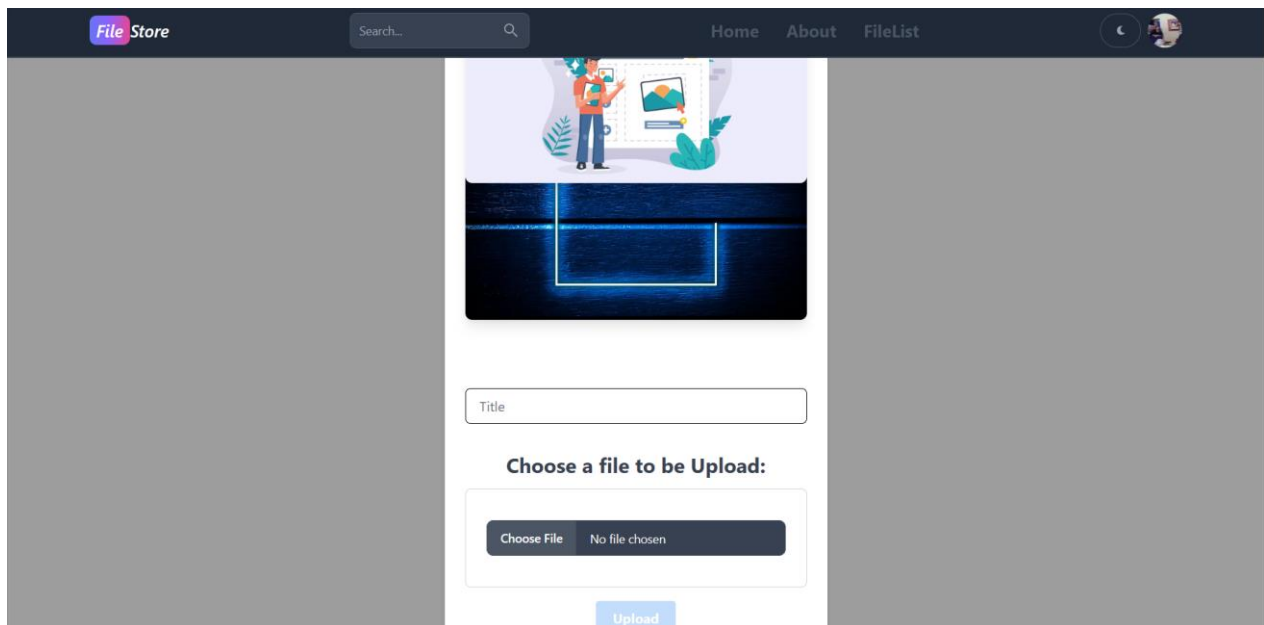 File Store
Search...
Home About FileList
Title
Choose a file to be Upload:
Choose File No file chosen
Upload